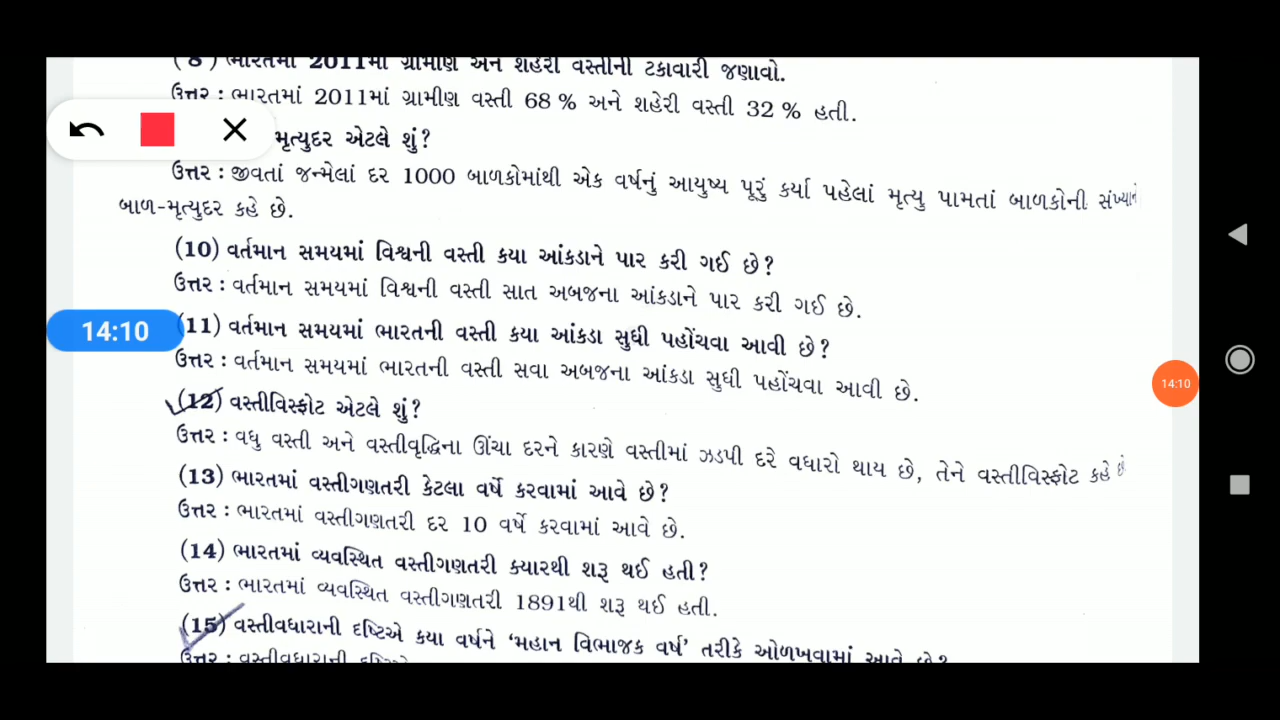 (8) ભારતમાં 2011માં ગ્રામીણ અને શહેરી વસ્તીની ટકાવારી જણાવો.
ઉત્તર : ભારતમાં 2011માં ગ્રામીણ વસ્તી 68 % અને શહેરી વસ્તી 32 % હતી.
મૃત્યુદર એટલે શું?
ઉત્તર : જીવતાં જન્મેલાં દર 1000 બાળકોમાંથી એક વર્ષનું આયુષ્ય પૂરું કર્યા પહેલાં મૃત્યુ પામતાં બાળકોની સંખ્યાને
બાળ-મૃત્યુદર કહે છે.
(10) વર્તમાન સમયમાં વિશ્વની વસ્તી કયા આંકડાને પાર કરી ગઈ છે?
ઉત્તર : વર્તમાન સમયમાં વિશ્વની વસ્તી સાત અબજના આંકડાને પાર કરી ગઈ છે.
14:10
(11) વર્તમાન સમયમાં ભારતની વસ્તી કયા આંકડા સુધી પહોંચવા આવી છે?
ઉત્તર : વર્તમાન સમયમાં ભારતની વસ્તી સવા અબજના આંકડા સુધી પહોંચવા આવી છે.
14:10
(12) વસ્તીવિસ્ફોટ એટલે શું?
ઉત્તર : વધુ વસ્તી અને વસ્તીવૃદ્ધિના ઊંચા દરને કારણે વસ્તીમાં ઝડપી દરે વધારો થાય છે, તેને વસ્તીવિસ્ફોટ કહે છે
(13) ભારતમાં વસ્તીગણતરી કેટલા વર્ષે કરવામાં આવે છે?
ઉત્તર : ભારતમાં વસ્તીગણતરી દર 10 વર્ષે કરવામાં આવે છે.
(14) ભારતમાં વ્યવસ્થિત વસ્તીગણતરી ક્યારથી શરૂ થઈ હતી?
ઉત્તર : ભારતમાં વ્યવસ્થિત વસ્તીગણતરી 1891થી શરૂ થઈ હતી.
(15) વસ્તીવધારાની દૃષ્ટિએ કયા વર્ષને ‘મહાન વિભાજક વર્ષ’ તરીકે ઓળખવામાં આવે છે?
ઉત્તર : વસ્તીવધારાની દૃષ્ટિએ